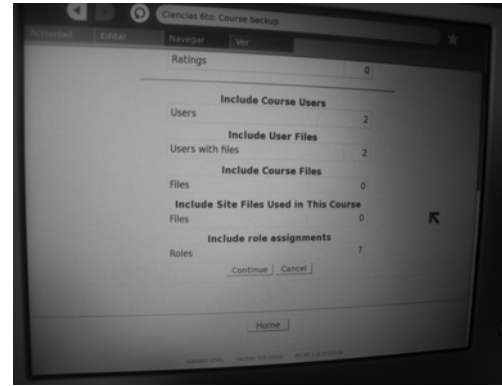 Ciencias 6to: Course backup
Actividad Editar Navegar Ver
Ratings 0
Include Course Users
Users 2
Include User Files
Users with files 2
Include Course Files
Files 0
Include Site Files Used in This Course
Files 0
Include role assignments
Roles 7
Continue Cancel
Home